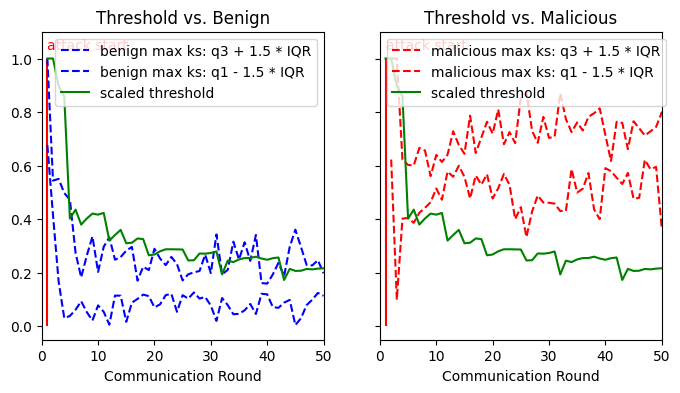 Threshold vs. Benign
attack start
benign max ks: q3 + 1.5 * IQR
benign max ks: q1 - 1.5 * IQR
scaled threshold
1.0
0.8
0.6
0.4
0.2
0.0
0 10 20 30 40 50
Communication Round
Threshold vs. Malicious
attack start
malicious max ks: q3 + 1.5 * IQR
malicious max ks: q1 - 1.5 * IQR
scaled threshold
0 10 20 30 40 50
Communication Round